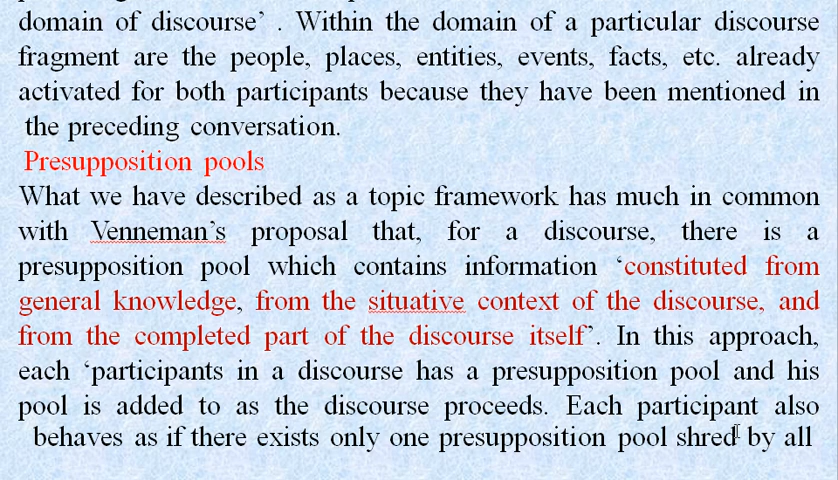 domain of discourse’ . Within the domain of a particular discourse
fragment are the people, places, entities, events, facts, etc. already
activated for both participants because they have been mentioned in
the preceding conversation.
Presupposition pools
What we have described as a topic framework has much in common
with Venneman’s proposal that, for a discourse, there is a
presupposition pool which contains information ‘constituted from
general knowledge, from the situative context of the discourse, and
from the completed part of the discourse itself’. In this approach,
each ‘participants in a discourse has a presupposition pool and his
pool is added to as the discourse proceeds. Each participant also
behaves as if there exists only one presupposition pool shred by all